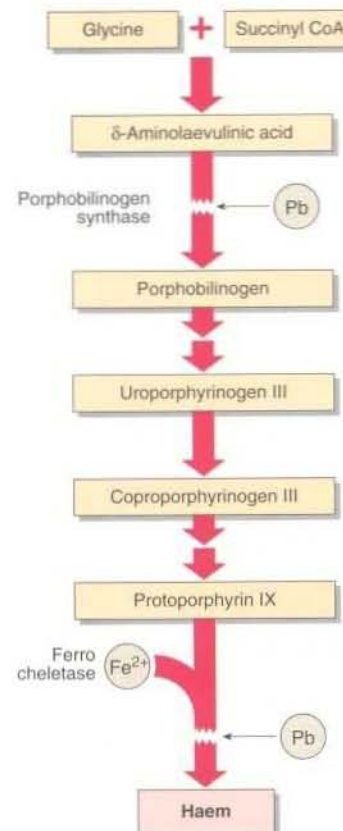 Glycine + Succinyl CoA
δ-Aminolaevulinic acid
Porphobilinogen
synthase
Pb
Porphobilinogen
Uroporphyrinogen III
Coproporphyrinogen III
Protoporphyrin IX
Ferro
cheletase
Fe2+
Pb
Haem